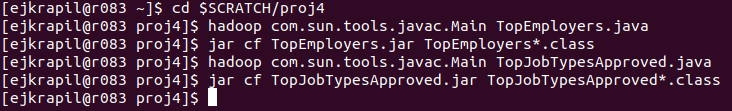 [ejkrapil@r083 ~]$ cd $SCRATCH/proj4
[ejkrapil@r083 proj4]$ hadoop com.sun.tools.javac.Main TopEmployers.java
[ejkrapil@r083 proj4]$ jar cf TopEmployers.jar TopEmployers*.class
[ejkrapil@r083 proj4]$ hadoop com.sun.tools.javac.Main TopJobTypesApproved.java
[ejkrapil@r083 proj4]$ jar cf TopJobTypesApproved.jar TopJobTypesApproved*.class
[ejkrapil@r083 proj4]$